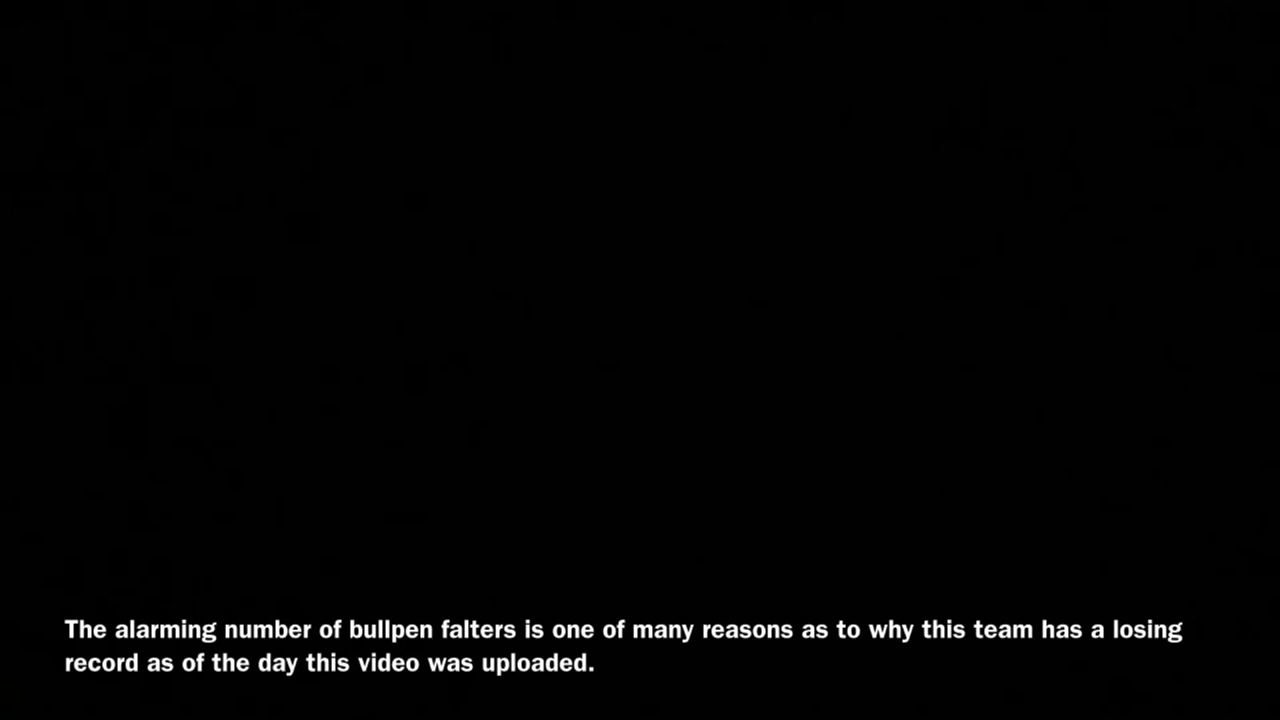 The alarming number of bullpen falters is one of many reasons as to why this team has a losing
record as of the day this video was uploaded.